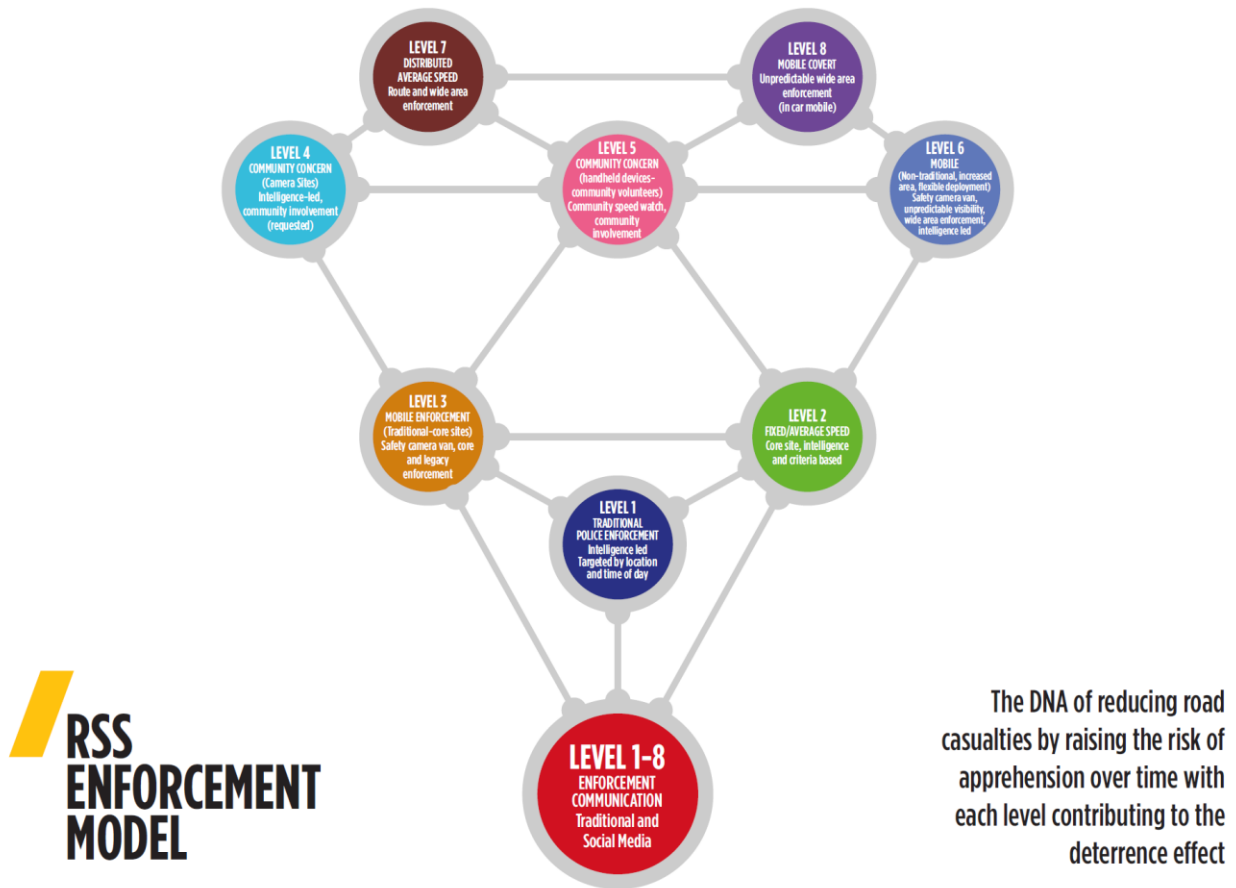 LEVEL 7
DISTRIBUTED
AVERAGE SPEED
Route and wide area
enforcement
LEVEL 8
MOBILE COVERT
Unpredictable wide area
enforcement
(in car mobile)
LEVEL 4
COMMUNITY CONCERN
(Camera Sites)
Intelligence-led,
community involvement
(requested)
LEVEL 5
COMMUNITY CONCERN
(handheld devices-
community volunteers)
Community speed watch,
community
involvement
LEVEL 6
MOBILE
(Non-traditional, increased
area, flexible deployment)
Safety camera van,
unpredictable visibility,
wide area enforcement,
intelligence led
LEVEL 3
MOBILE ENFORCEMENT
(Traditional-core sites)
Safety camera van, core
and legacy
enforcement
LEVEL 2
FIXED/AVERAGE SPEED
Core site, intelligence
and criteria based
LEVEL 1
TRADITIONAL
POLICE ENFORCEMENT
Intelligence led
Targeted by location
and time of day
LEVEL 1-8
ENFORCEMENT
COMMUNICATION
Traditional and
Social Media
RSS
ENFORCEMENT
MODEL
The DNA of reducing road
casualties by raising the risk of
apprehension over time with
each level contributing to the
deterrence effect